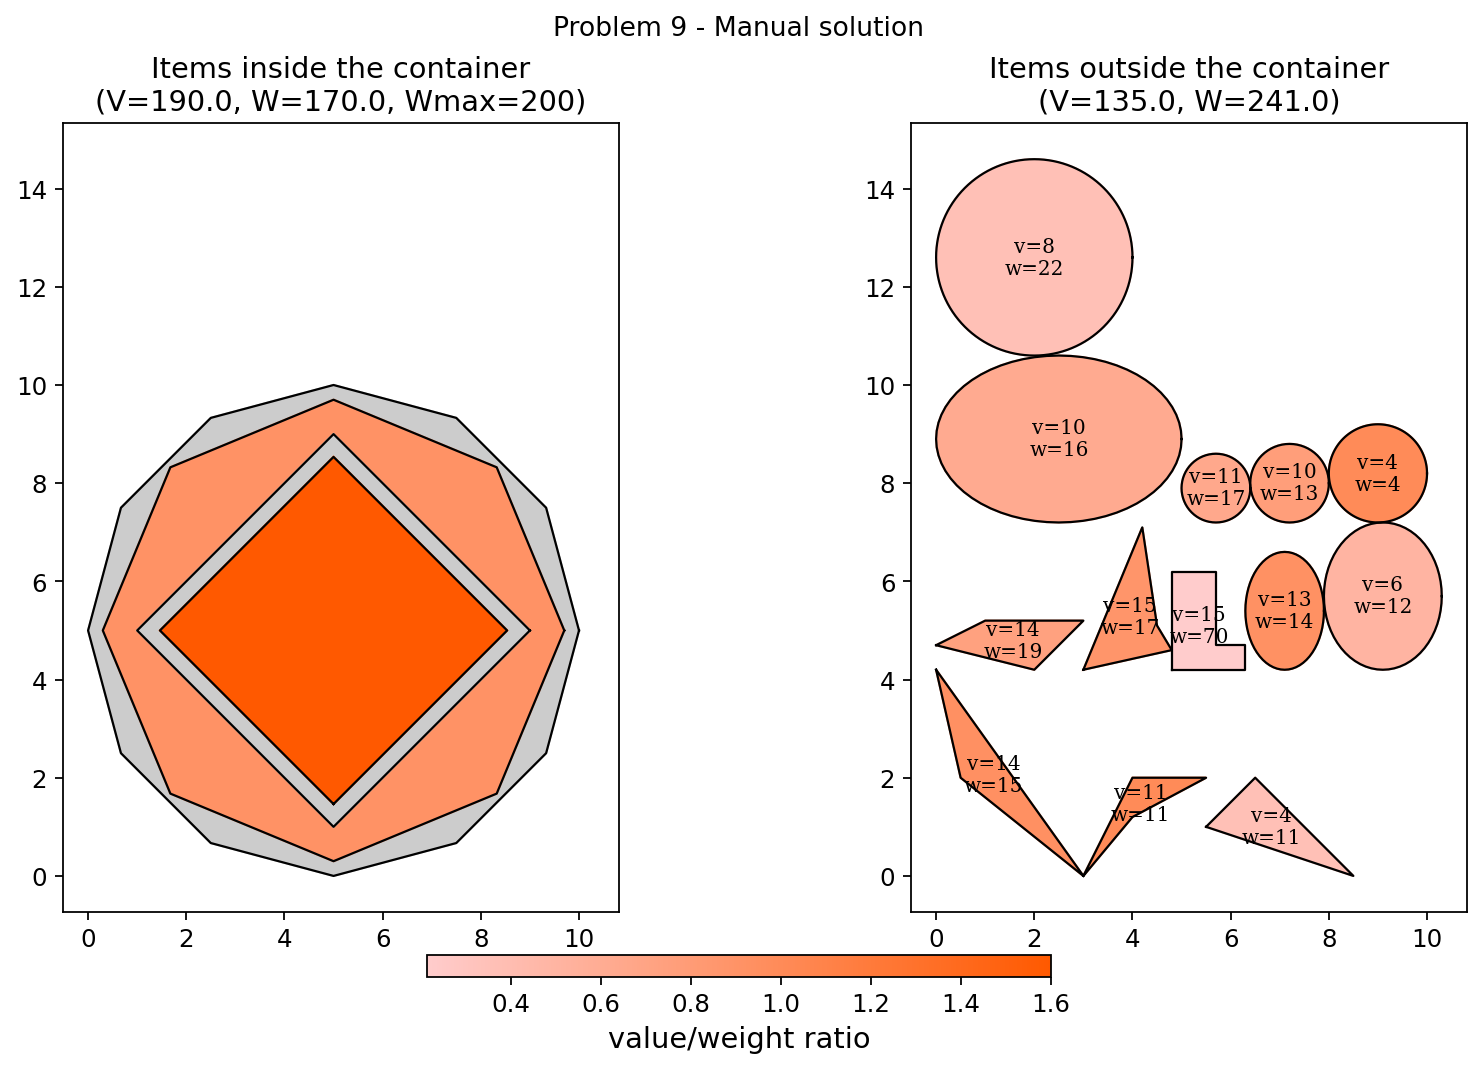 Problem 9 - Manual solution
Items inside the container
(V=190.0, W=170.0, Wmax=200)
14
12
10
8
6
4
2
0
0 2 4 6 8 10
Items outside the container
(V=135.0, W=241.0)
14
12
10
8
6
4
2
0
0 2 4 6 8 10
v=8
w=22
v=10
w=16
v=11
w=17
v=10
w=13
v=4
w=4
v=14
w=19
v=15
w=17
v=15
w=70
v=13
w=14
v=6
w=12
v=14
w=15
v=11
w=11
v=4
w=11
0.4 0.6 0.8 1.0 1.2 1.4 1.6
value/weight ratio